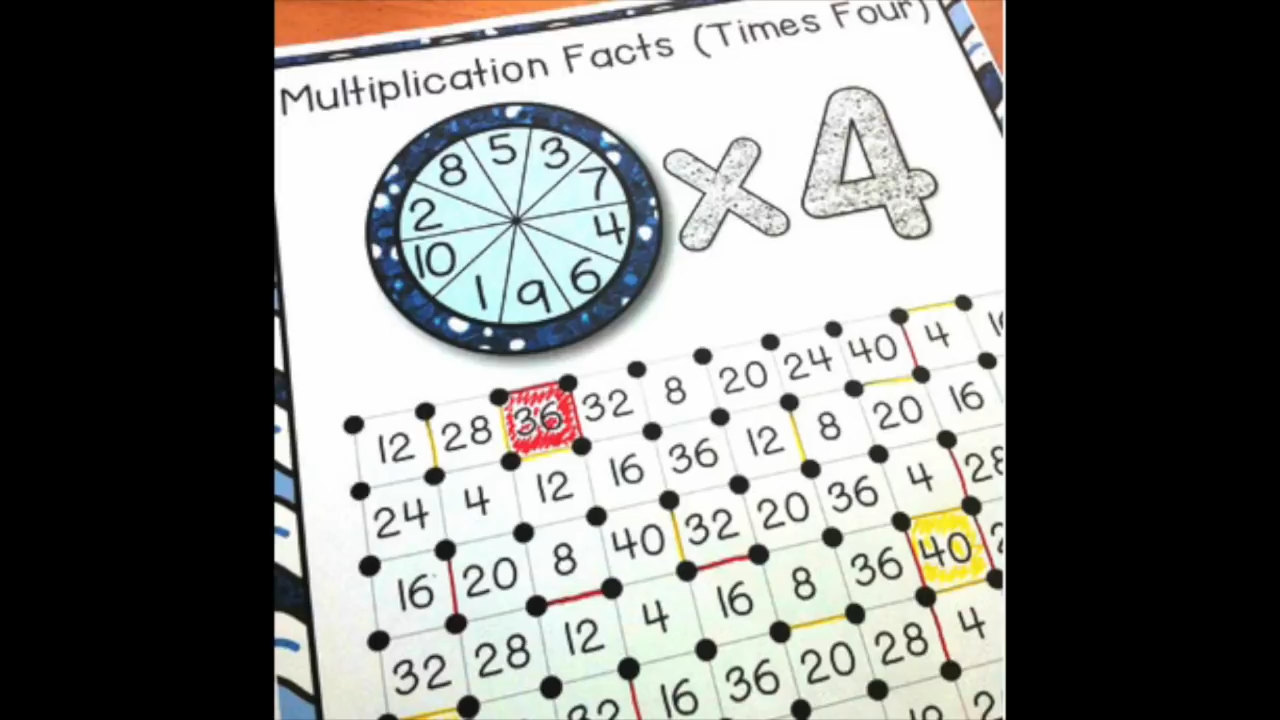 Multiplication Facts (Times Four)
8 5 3 7 4 6 9 1 10 2
x4
12 28 36 32 8 20 24 40 4
24 4 12 16 36 12 8 20 16
16 20 8 40 32 20 36 4 28
32 28 12 4 16 8 36 40
32 16 36 20 28 4